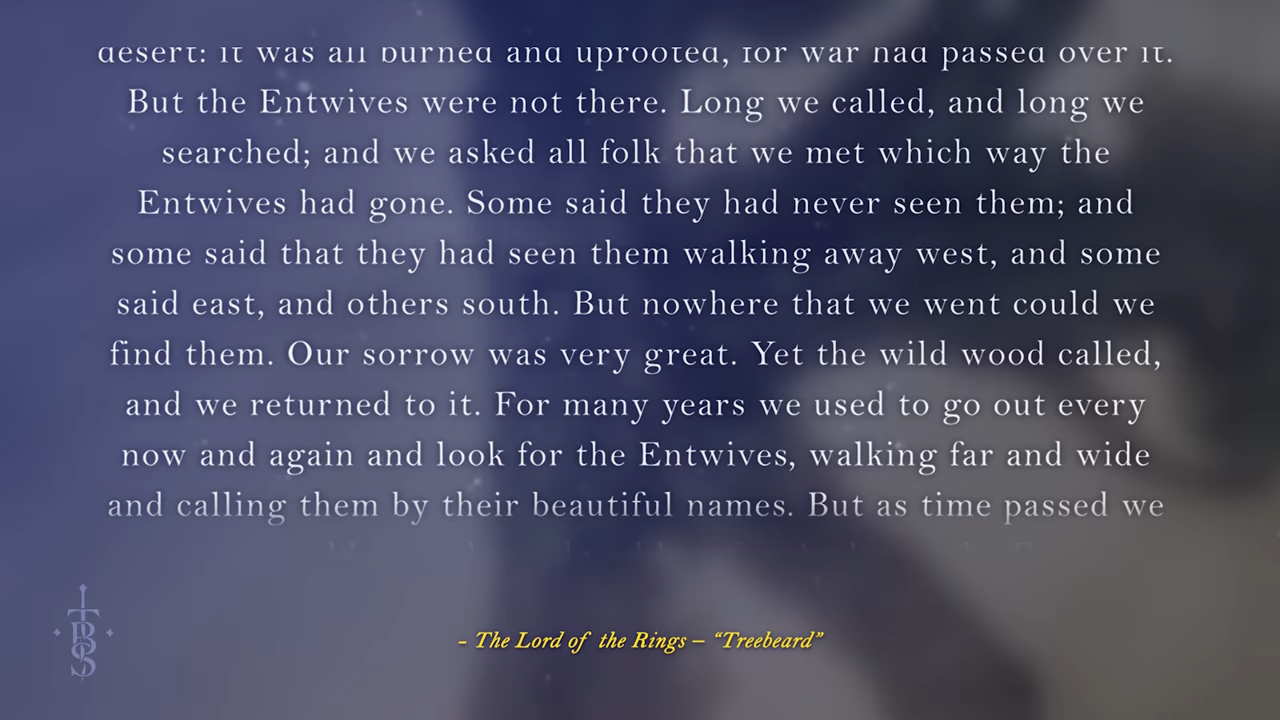 desert: it was all burned and uprooted, for war had passed over it.
But the Entwives were not there. Long we called, and long we
searched; and we asked all folk that we met which way the
Entwives had gone. Some said they had never seen them; and
some said that they had seen them walking away west, and some
said east, and others south. But nowhere that we went could we
find them. Our sorrow was very great. Yet the wild wood called,
and we returned to it. For many years we used to go out every
now and again and look for the Entwives, walking far and wide
and calling them by their beautiful names. But as time passed we
- The Lord of the Rings – “Treebeard”
TBS